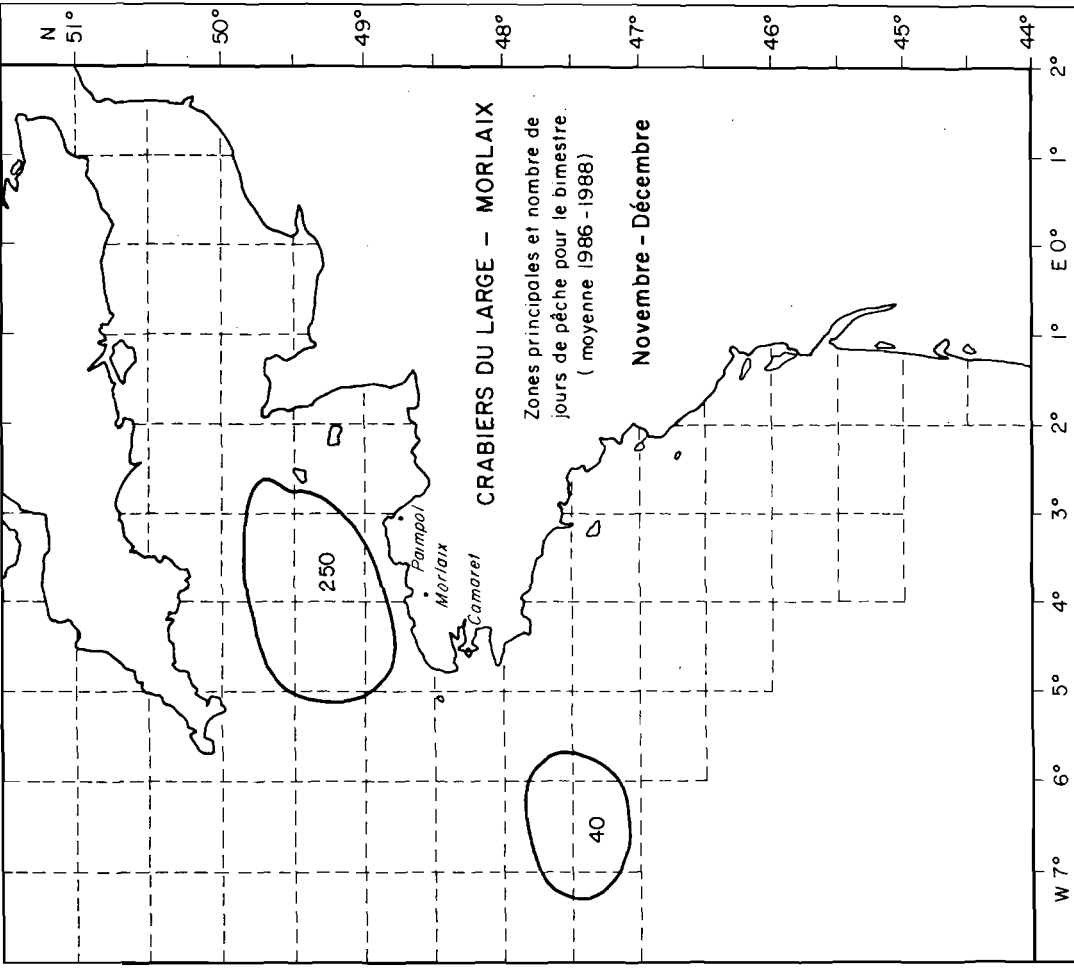 N
51°
50°
49°
48°
47°
46°
45°
44°
CRABIERS DU LARGE – MORLAIX
Zones principales et nombre de
jours de pêche pour le bimestre.
( moyenne 1986-1988)
Novembre - Décembre
250
Paimpol
Morlaix
Camaret
40
W 7°
6°
5°
4°
3°
2°
1°
E 0°
1°
2°